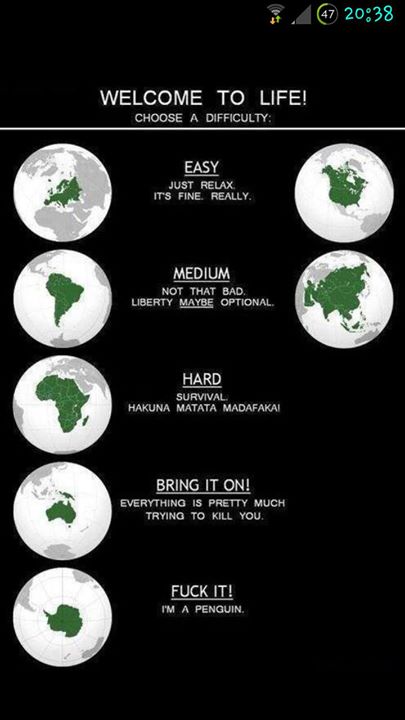 47 20:38
WELCOME TO LIFE!
CHOOSE A DIFFICULTY:
EASY
JUST RELAX.
IT'S FINE. REALLY.
MEDIUM
NOT THAT BAD.
LIBERTY MAYBE OPTIONAL.
HARD
SURVIVAL.
HAKUNA MATATA MADAFAKA!
BRING IT ON!
EVERYTHING IS PRETTY MUCH
TRYING TO KILL YOU.
FUCK IT!
I'M A PENGUIN.